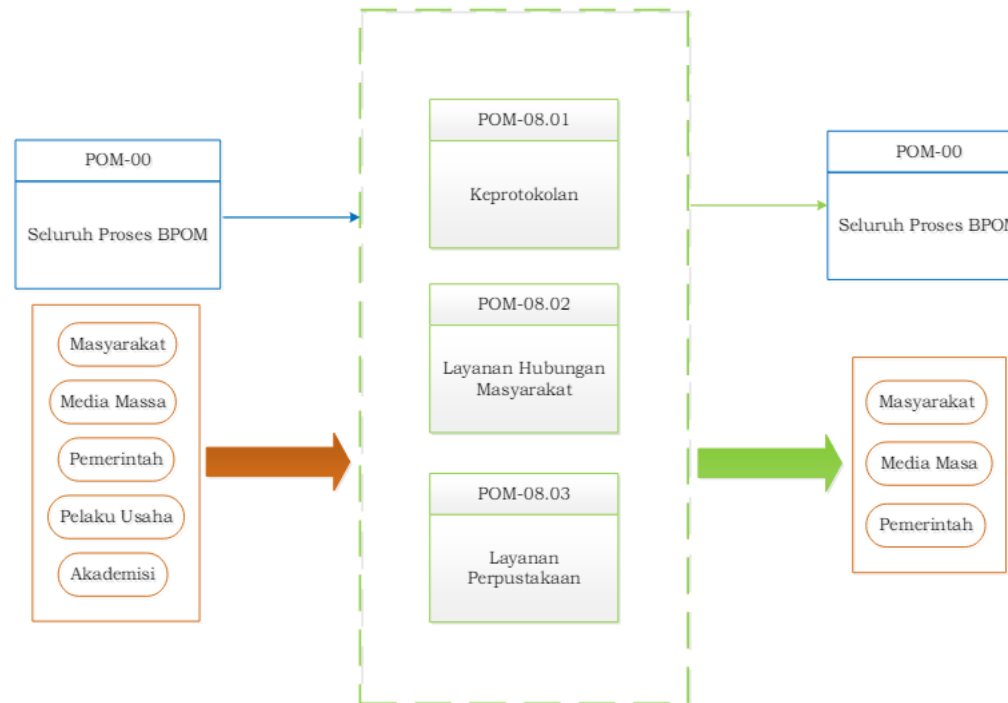 POM-00
Seluruh Proses BPOM
Masyarakat
Media Massa
Pemerintah
Pelaku Usaha
Akademisi
POM-08.01
Keprotokolan
POM-08.02
Layanan Hubungan
Masyarakat
POM-08.03
Layanan
Perpustakaan
POM-00
Seluruh Proses BPOM
Masyarakat
Media Masa
Pemerintah